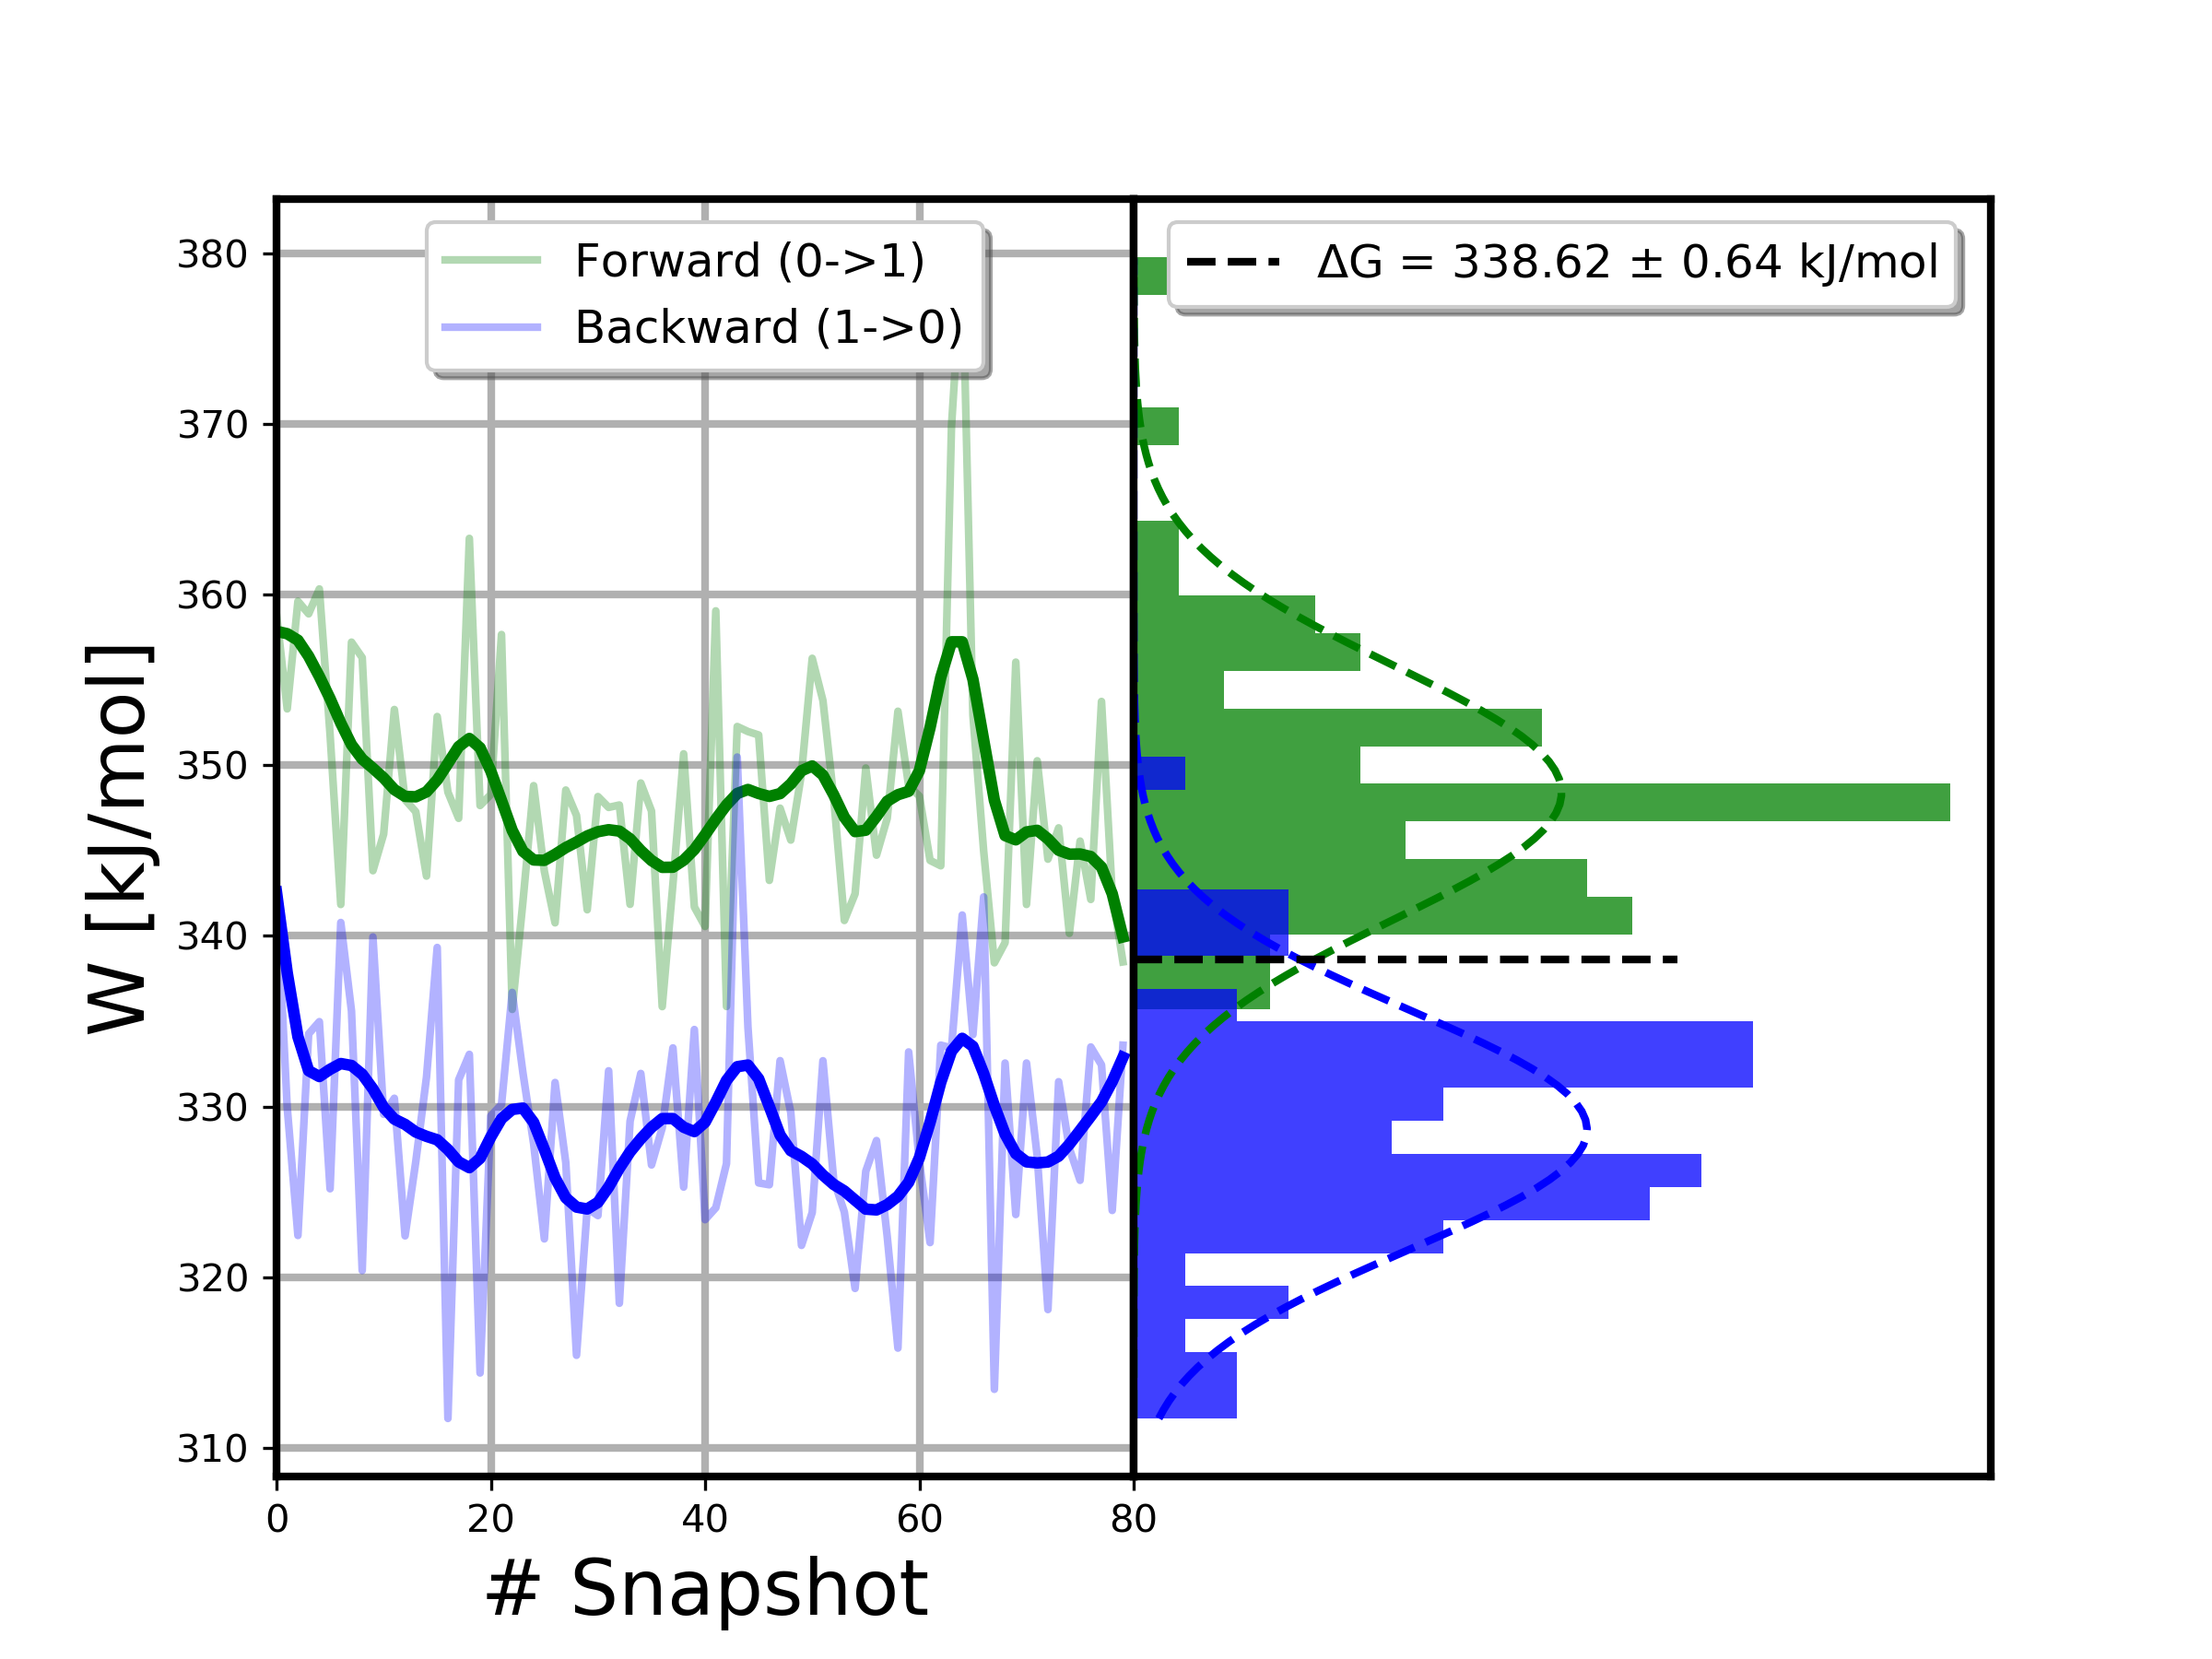 Forward (0->1)
Backward (1->0)
ΔG = 338.62 ± 0.64 kJ/mol
W [kJ/mol]
380
370
360
350
340
330
320
310
0 20 40 60 80
# Snapshot